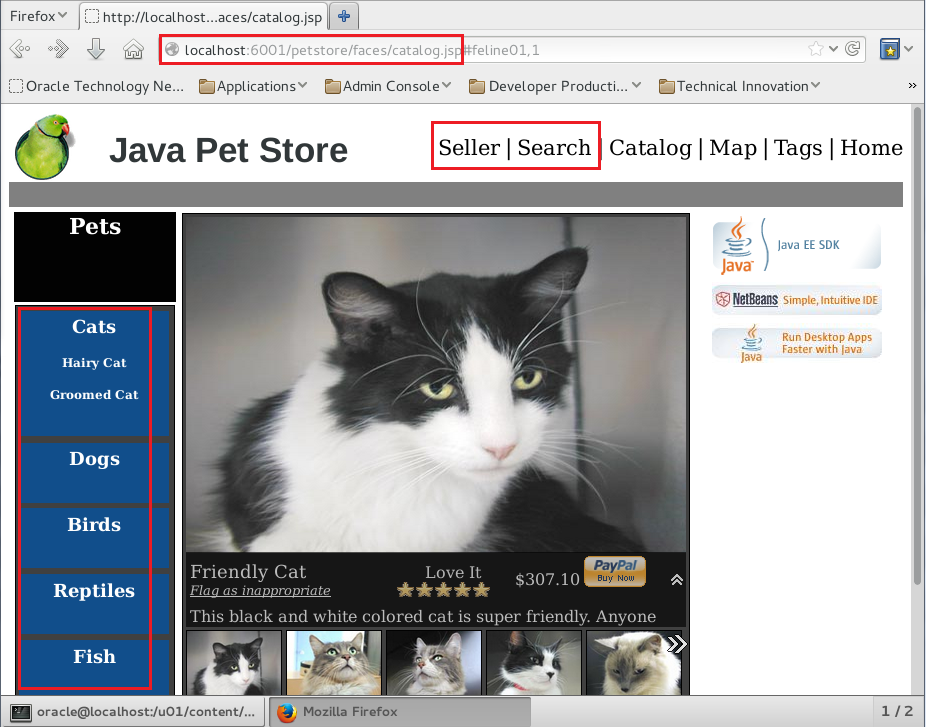 Firefox
http://localhost...aces/catalog.jsp
localhost:6001/petstore/faces/catalog.jsp#feline01,1
Oracle Technology Ne... Applications Admin Console Developer Producti... Technical Innovation »
Java Pet Store
Seller | Search | Catalog | Map | Tags | Home
Pets
Cats
Hairy Cat
Groomed Cat
Dogs
Birds
Reptiles
Fish
Friendly Cat
Flag as inappropriate
Love It
$307.10
PayPal
Buy Now
This black and white colored cat is super friendly. Anyone
Java
Java EE SDK
NetBeans Simple, Intuitive IDE
Java
Run Desktop Apps
Faster with Java
oracle@localhost:/u01/content/...
Mozilla Firefox
1 / 2